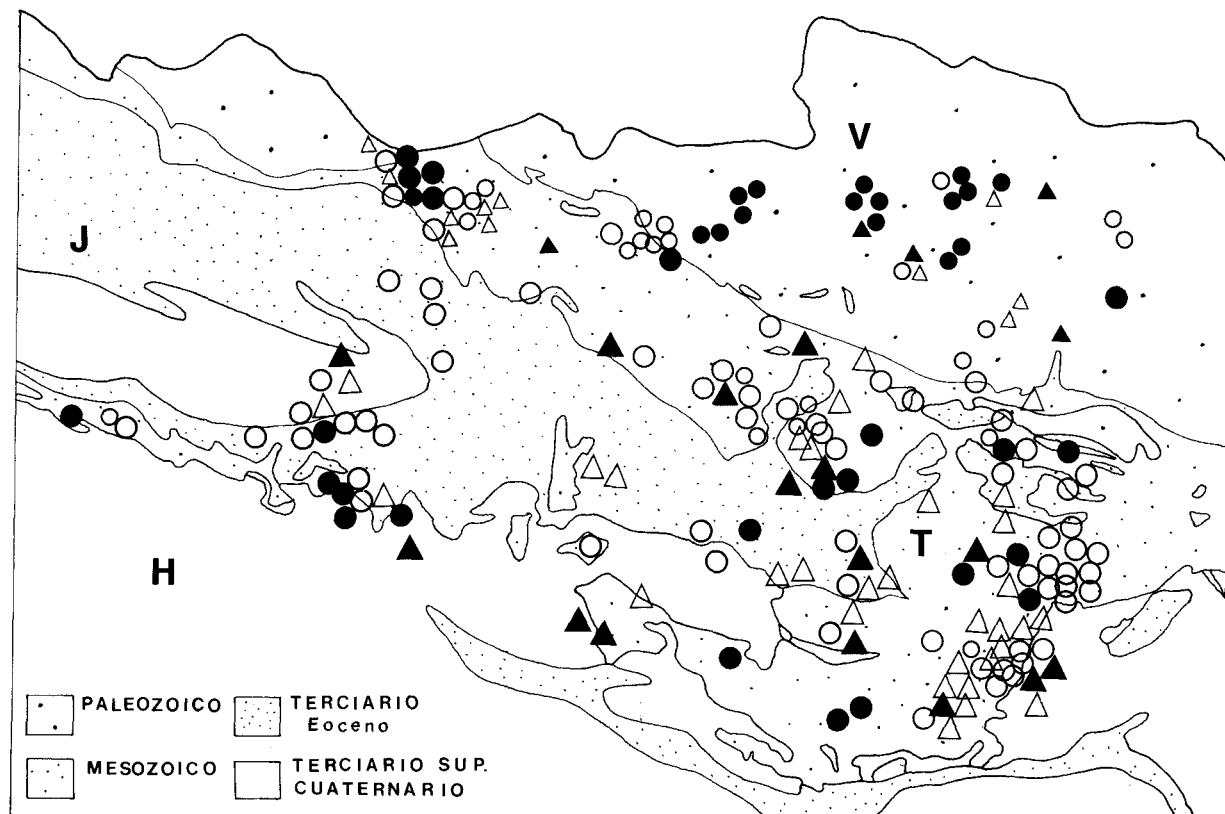 V
J
T
H
PALEOZOICO
TERCIARIO
Eoceno
MESOZOICO
TERCIARIO SUP.
CUATERNARIO